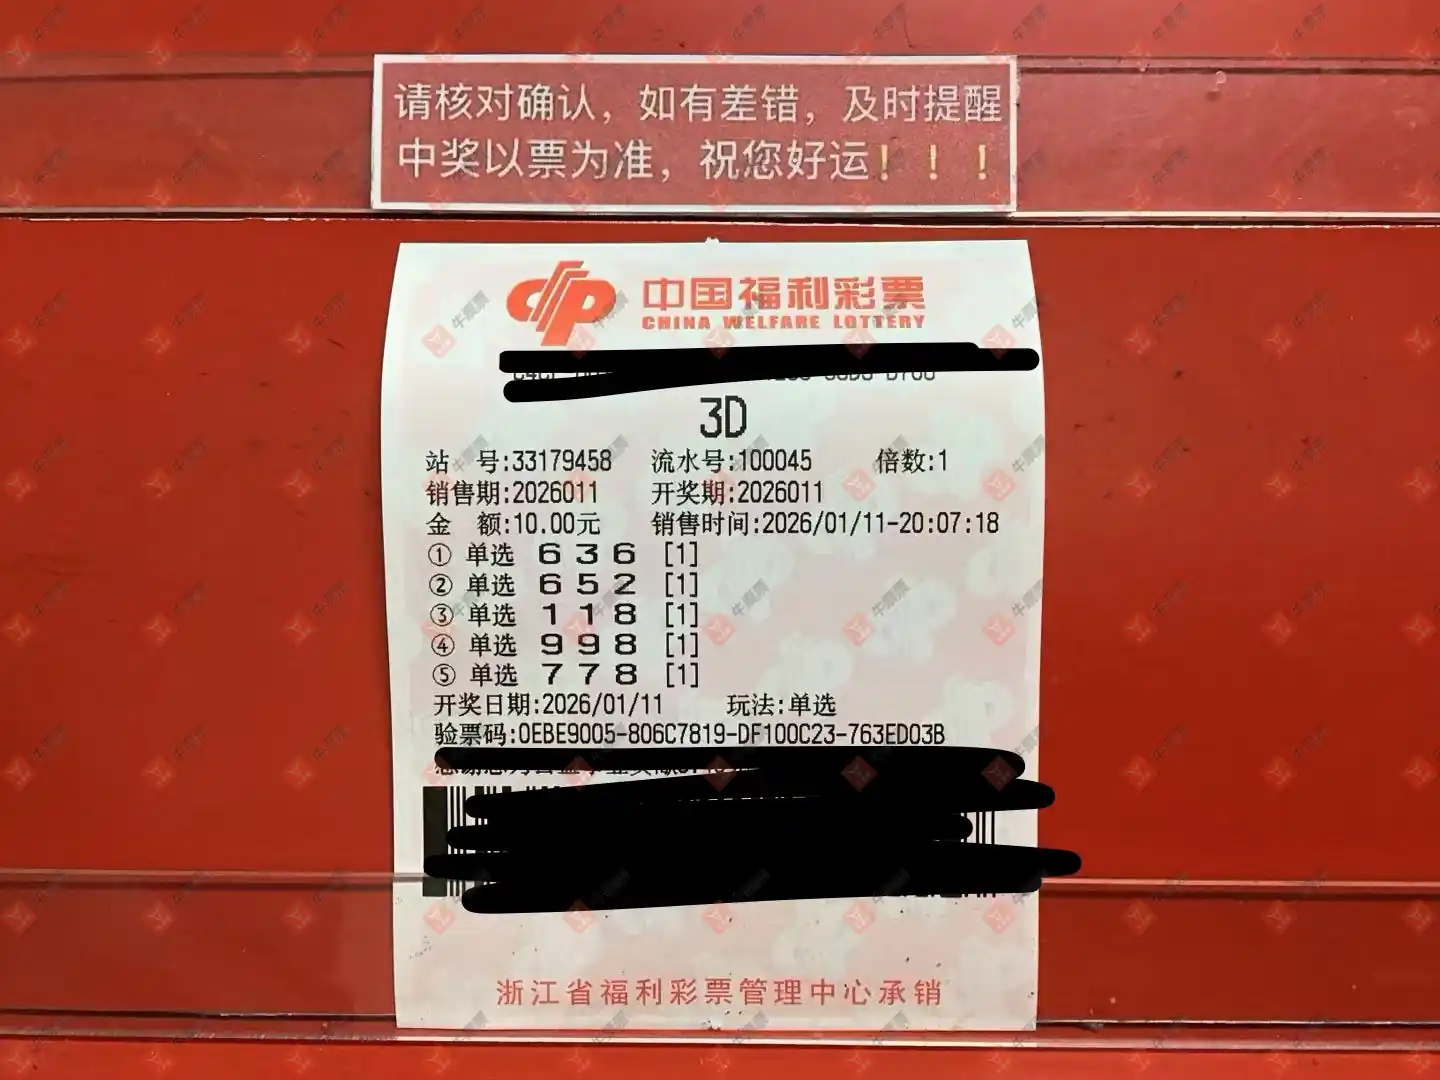 请核对确认，如有差错，及时提醒
中奖以票为准，祝您好运！！！
中国福利彩票
CHINA WELFARE LOTTERY
3D
站 号:33179458 流水号:100045 倍数:1
销售期:2026011 开奖期:2026011
金 额:10.00元 销售时间:2026/01/11-20:07:18
① 单选 6 3 6 [1]
② 单选 6 5 2 [1]
③ 单选 1 1 8 [1]
④ 单选 9 9 8 [1]
⑤ 单选 7 7 8 [1]
开奖日期:2026/01/11 玩法:单选
验票码:0EBE9005-806C7819-DF100C23-763ED03B
浙江省福利彩票管理中心承销